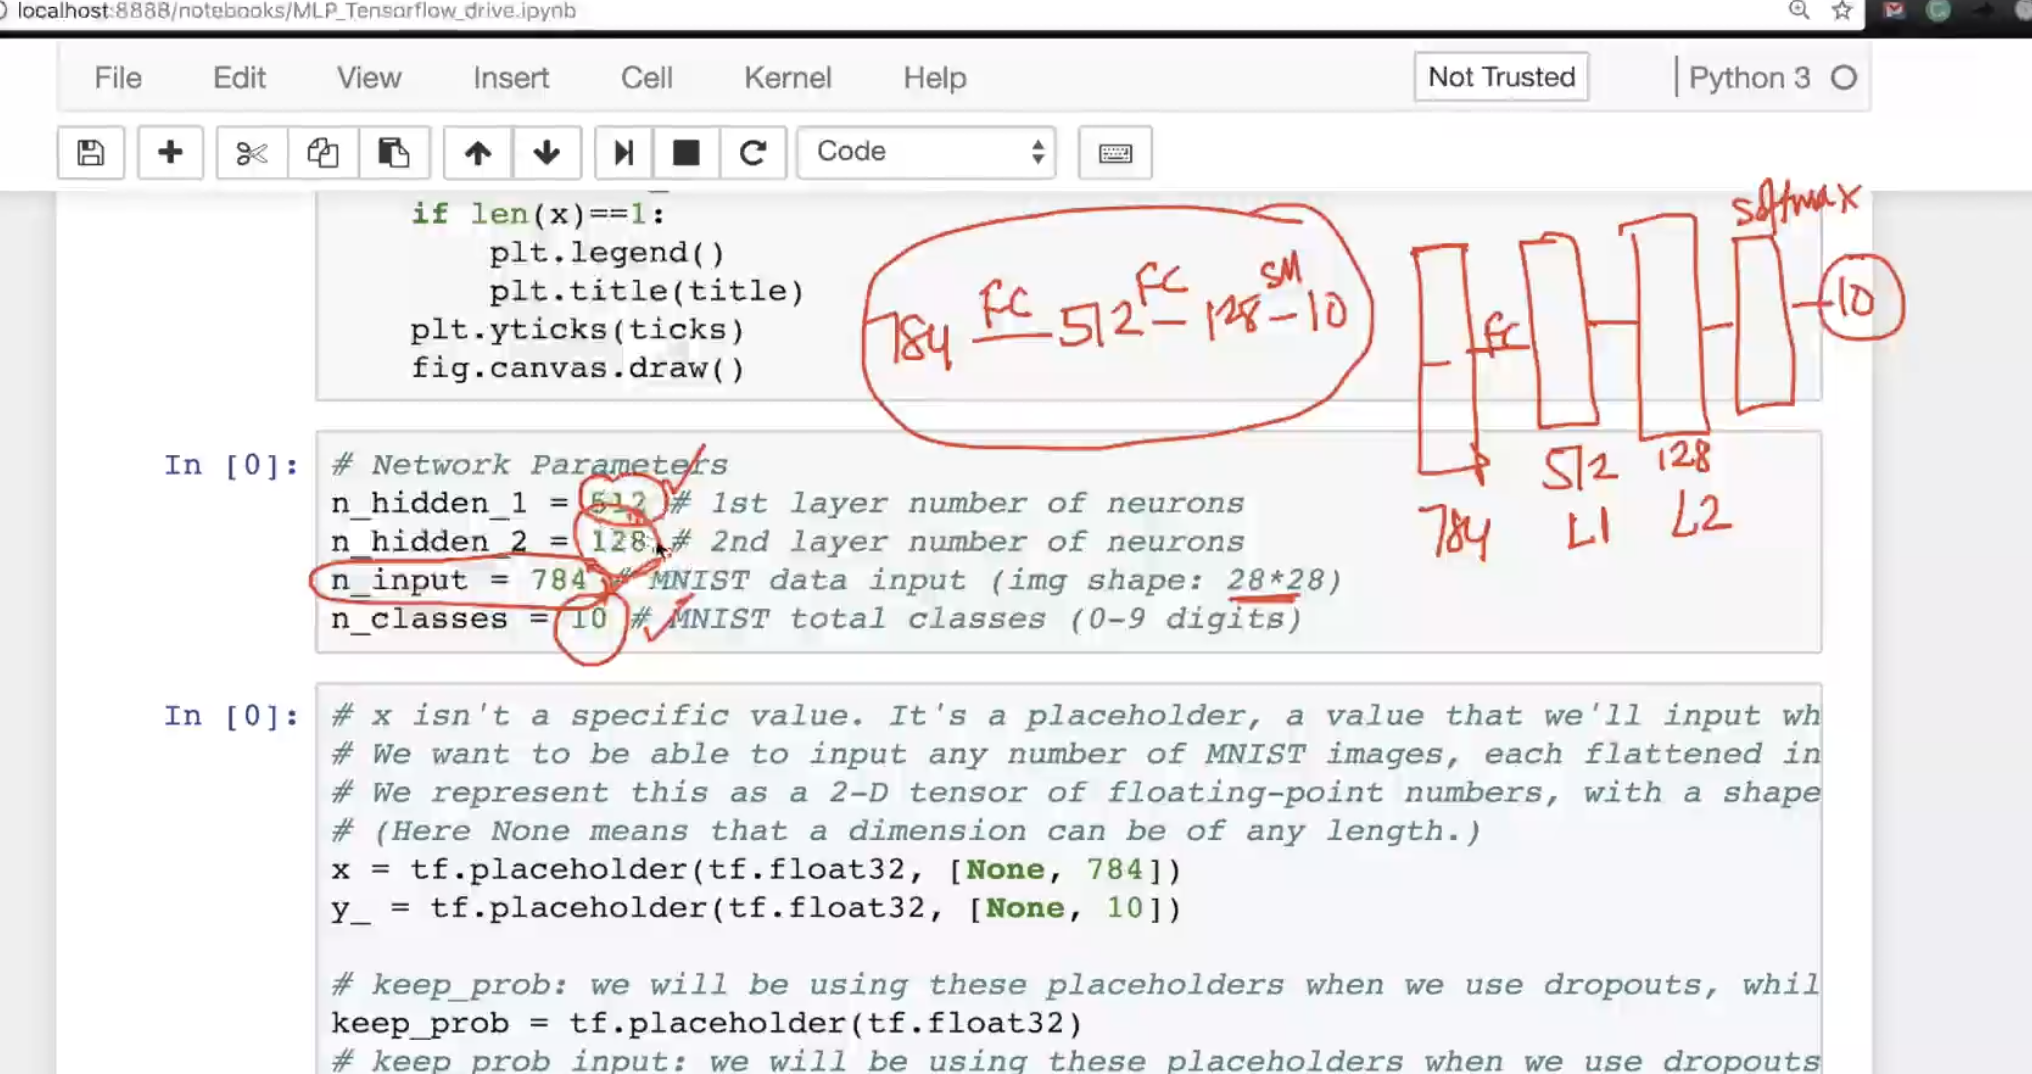 localhost:8888/notebooks/MLP_Tensorflow_drive.ipynb
File Edit View Insert Cell Kernel Help Not Trusted Python 3
Code
if len(x)==1:
plt.legend()
plt.title(title)
plt.yticks(ticks)
fig.canvas.draw()
FC FC SM
784 — 512 — 128 – 10
softmax
fc
10
784 512 128
L1 L2
In [0]: # Network Parameters
n_hidden_1 = 512 # 1st layer number of neurons
n_hidden_2 = 128 # 2nd layer number of neurons
n_input = 784 # MNIST data input (img shape: 28*28)
n_classes = 10 # MNIST total classes (0-9 digits)
In [0]: # x isn't a specific value. It's a placeholder, a value that we'll input wh
# We want to be able to input any number of MNIST images, each flattened in
# We represent this as a 2-D tensor of floating-point numbers, with a shape
# (Here None means that a dimension can be of any length.)
x = tf.placeholder(tf.float32, [None, 784])
y_ = tf.placeholder(tf.float32, [None, 10])
# keep_prob: we will be using these placeholders when we use dropouts, whil
keep_prob = tf.placeholder(tf.float32)
# keep_prob_input: we will be using these placeholders when we use dropouts